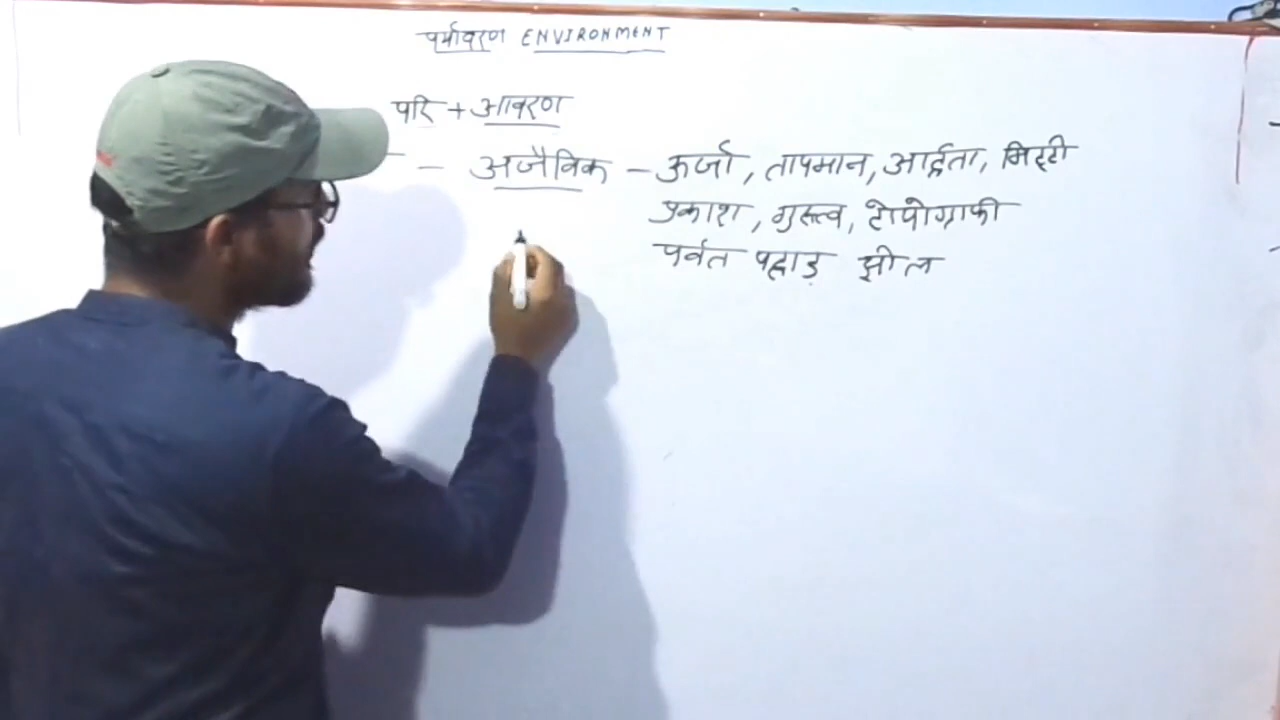 पर्यावरण ENVIRONMENT
परि + आवरण
- अजैविक - ऊर्जा, तापमान, आर्द्रता, मिट्टी
प्रकाश, गुरुत्व, टोपोग्राफी
पर्वत पहाड़ झील